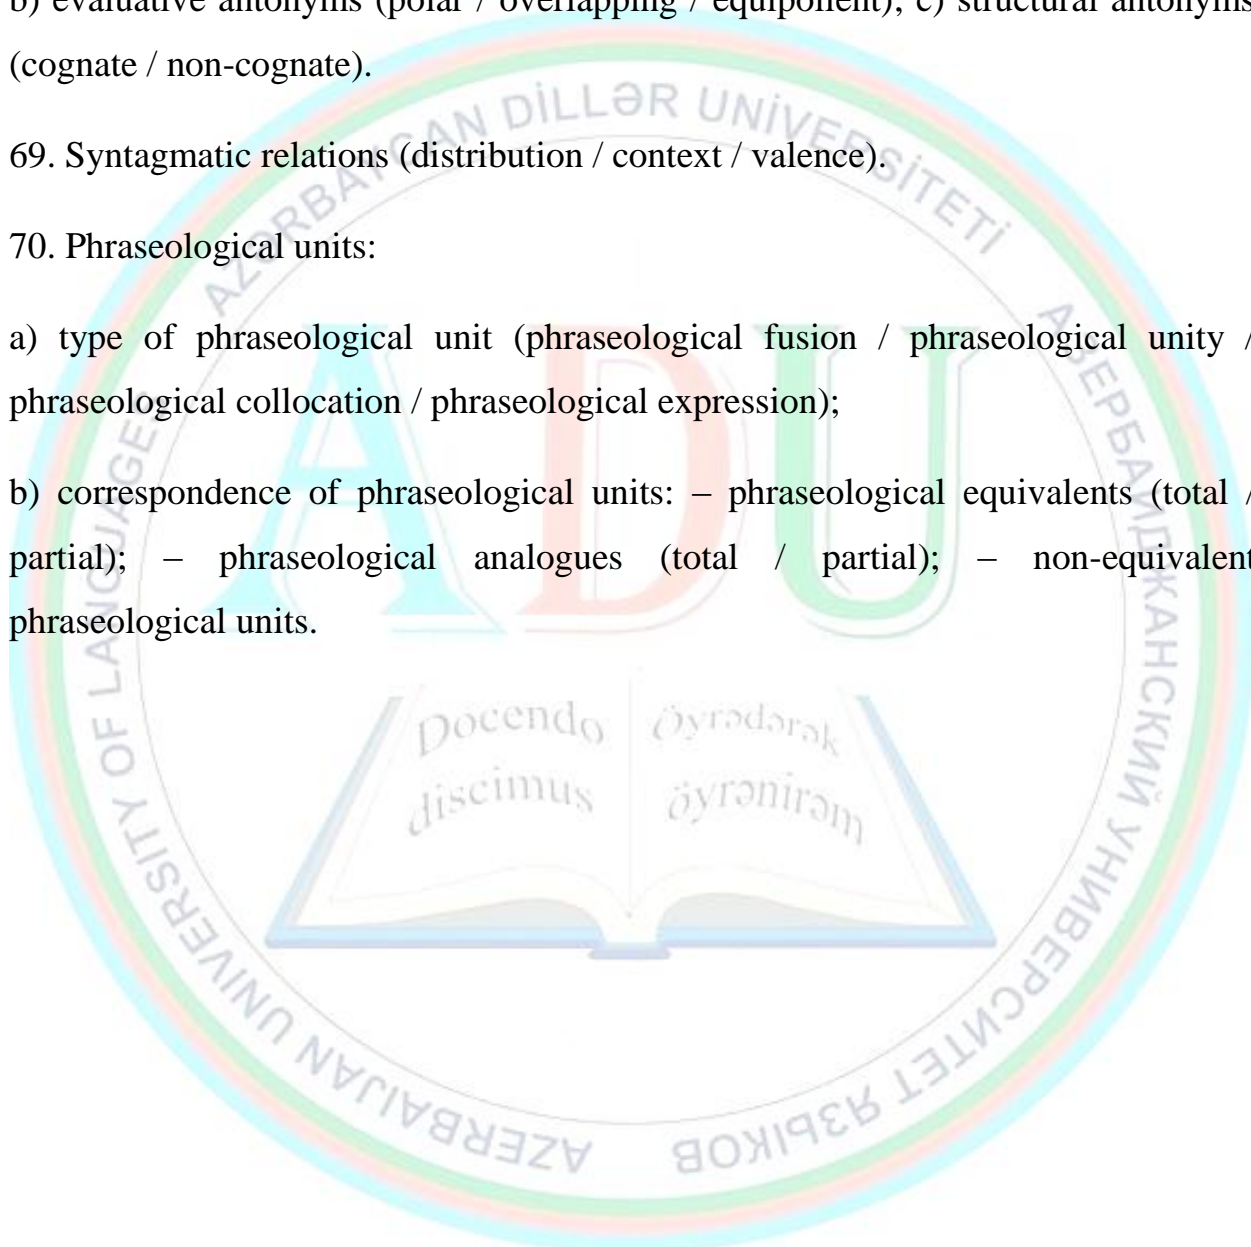 b) evaluative antonyms (polar / overlapping / equipollent); c) structural antonyms
(cognate / non-cognate).
69. Syntagmatic relations (distribution / context / valence).
70. Phraseological units:
a) type of phraseological unit (phraseological fusion / phraseological unity /
phraseological collocation / phraseological expression);
b) correspondence of phraseological units: – phraseological equivalents (total /
partial); – phraseological analogues (total / partial); – non-equivalent
phraseological units.
AZƏRBAYCAN DİLLƏR UNİVERSİTETİ
АЗЕРБАЙДЖАНСКИЙ УНИВЕРСИТЕТ ЯЗЫКОВ
AZERBAIJAN UNIVERSITY OF LANGUAGES
ADU
Docendo
discimus
Öyrədərək
öyrənirəm